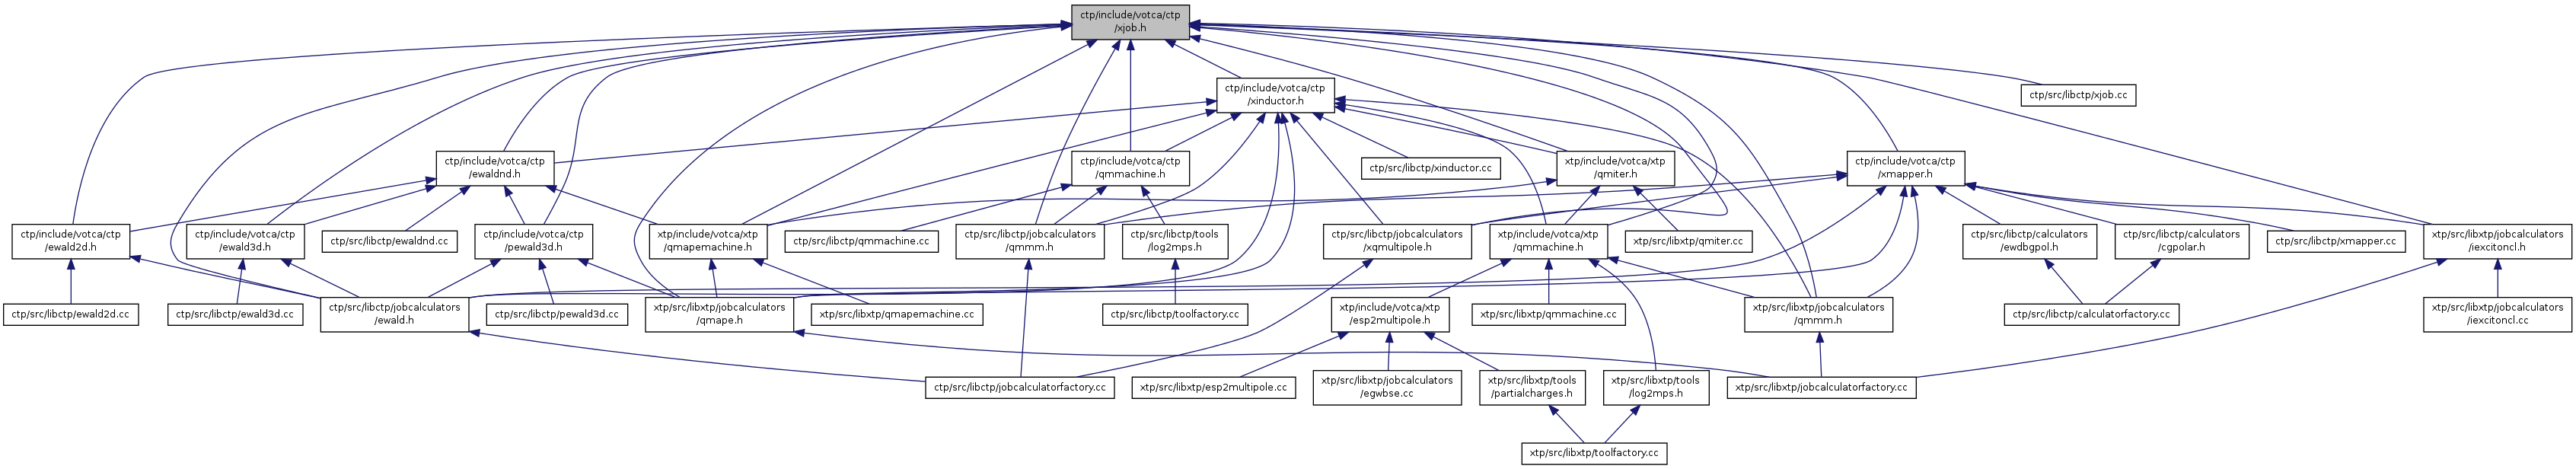 ctp/include/votca/ctp
/xjob.h
ctp/include/votca/ctp
/xinductor.h
ctp/src/libctp/xjob.cc
ctp/include/votca/ctp
/ewaldnd.h
ctp/include/votca/ctp
/qmmachine.h
ctp/src/libctp/xinductor.cc
xtp/include/votca/xtp
/qmiter.h
ctp/include/votca/ctp
/xmapper.h
ctp/include/votca/ctp
/ewald2d.h
ctp/include/votca/ctp
/ewald3d.h
ctp/src/libctp/ewaldnd.cc
ctp/include/votca/ctp
/pewald3d.h
xtp/include/votca/xtp
/qmapemachine.h
ctp/src/libctp/qmmachine.cc
ctp/src/libctp/jobcalculators
/qmmm.h
ctp/src/libctp/tools
/log2mps.h
ctp/src/libctp/jobcalculators
/xqmultipole.h
xtp/include/votca/xtp
/qmmachine.h
xtp/src/libxtp/qmiter.cc
ctp/src/libctp/calculators
/ewdbgpol.h
ctp/src/libctp/calculators
/cgpolar.h
ctp/src/libctp/xmapper.cc
xtp/src/libxtp/jobcalculators
/iexcitoncl.h
ctp/src/libctp/ewald2d.cc
ctp/src/libctp/ewald3d.cc
ctp/src/libctp/jobcalculators
/ewald.h
ctp/src/libctp/pewald3d.cc
xtp/src/libxtp/jobcalculators
/qmape.h
xtp/src/libxtp/qmapemachine.cc
ctp/src/libctp/toolfactory.cc
xtp/include/votca/xtp
/esp2multipole.h
xtp/src/libxtp/qmmachine.cc
xtp/src/libxtp/jobcalculators
/qmmm.h
ctp/src/libctp/calculatorfactory.cc
xtp/src/libxtp/jobcalculators
/iexcitoncl.cc
ctp/src/libctp/jobcalculatorfactory.cc
xtp/src/libxtp/esp2multipole.cc
xtp/src/libxtp/jobcalculators
/egwbse.cc
xtp/src/libxtp/tools
/partialcharges.h
xtp/src/libxtp/tools
/log2mps.h
xtp/src/libxtp/jobcalculatorfactory.cc
xtp/src/libxtp/toolfactory.cc